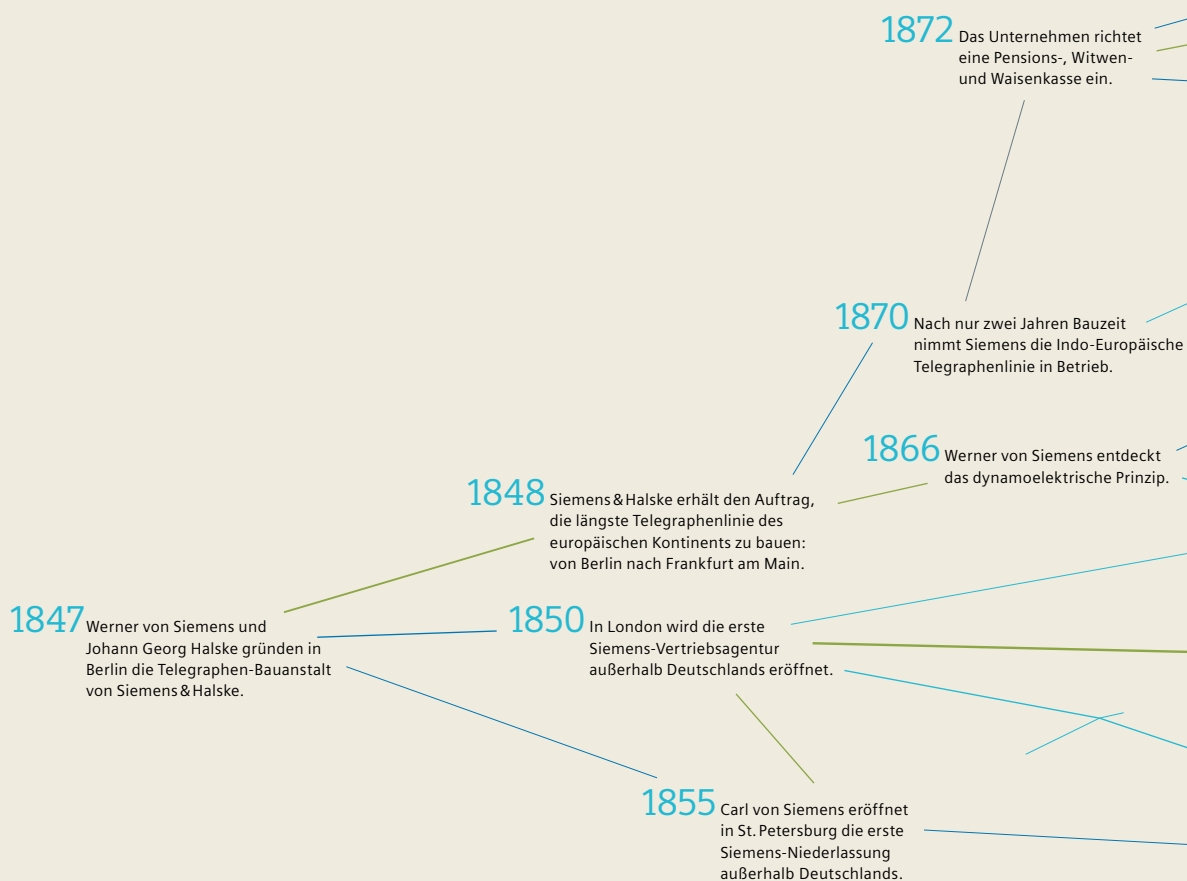 1872 Das Unternehmen richtet
eine Pensions-, Witwen-
und Waisenkasse ein.
1870 Nach nur zwei Jahren Bauzeit
nimmt Siemens die Indo-Europäische
Telegraphenlinie in Betrieb.
1866 Werner von Siemens entdeckt
das dynamoelektrische Prinzip.
1848 Siemens & Halske erhält den Auftrag,
die längste Telegraphenlinie des
europäischen Kontinents zu bauen:
von Berlin nach Frankfurt am Main.
1847 Werner von Siemens und
Johann Georg Halske gründen in
Berlin die Telegraphen-Bauanstalt
von Siemens & Halske.
1850 In London wird die erste
Siemens-Vertriebsagentur
außerhalb Deutschlands eröffnet.
1855 Carl von Siemens eröffnet
in St. Petersburg die erste
Siemens-Niederlassung
außerhalb Deutschlands.